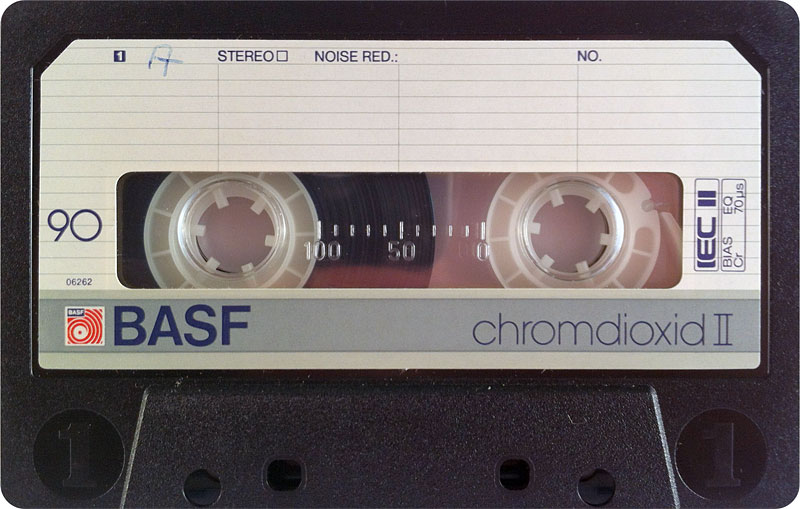 1 A STEREO NOISE RED.: NO.
90
100 50 0
IEC II
BIAS Cr
EQ 70µs
06262
BASF
BASF chromdioxid II
1 1